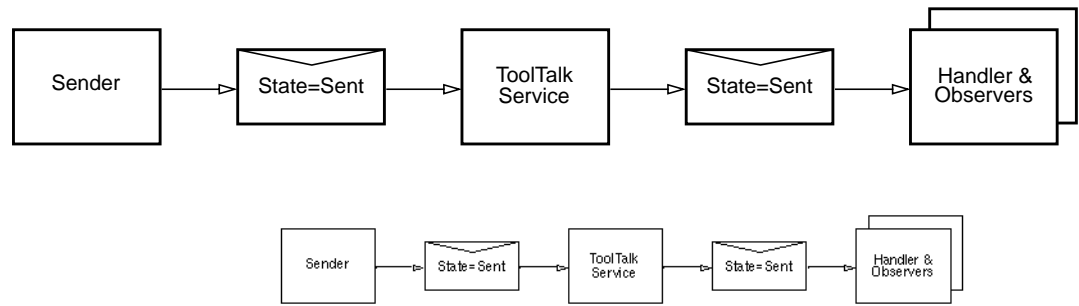 Sender
State=Sent
ToolTalk
Service
State=Sent
Handler &
Observers
Sender
State=Sent
ToolTalk
Service
State=Sent
Handler &
Observers